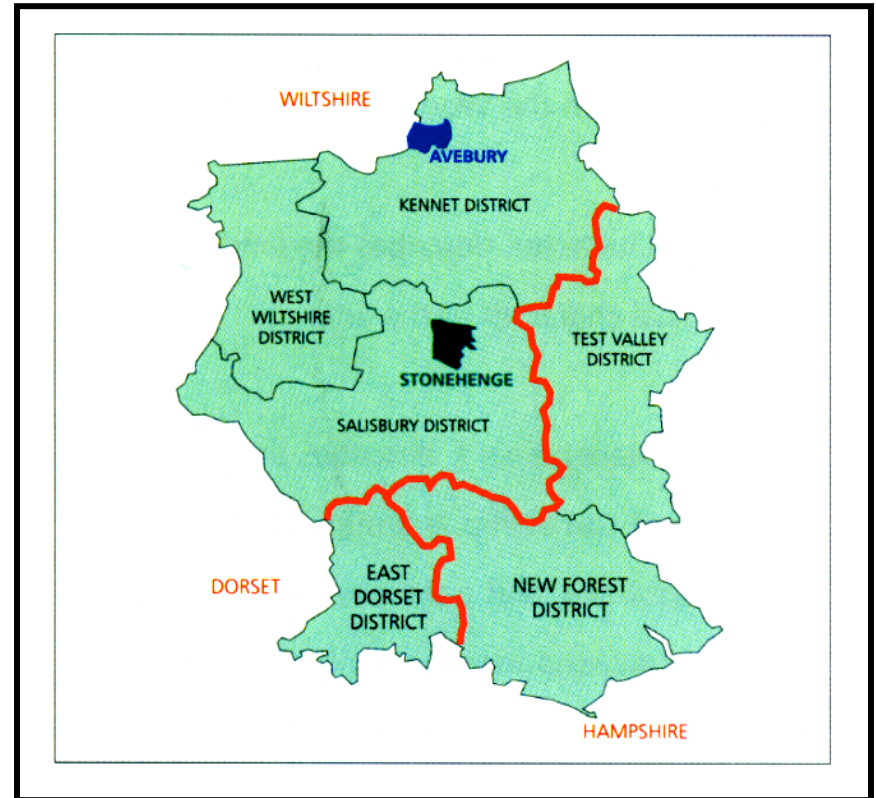 WILTSHIRE
AVEBURY
KENNET DISTRICT
WEST
WILTSHIRE
DISTRICT
TEST VALLEY
DISTRICT
STONEHENGE
SALISBURY DISTRICT
DORSET
EAST
DORSET
DISTRICT
NEW FOREST
DISTRICT
HAMPSHIRE